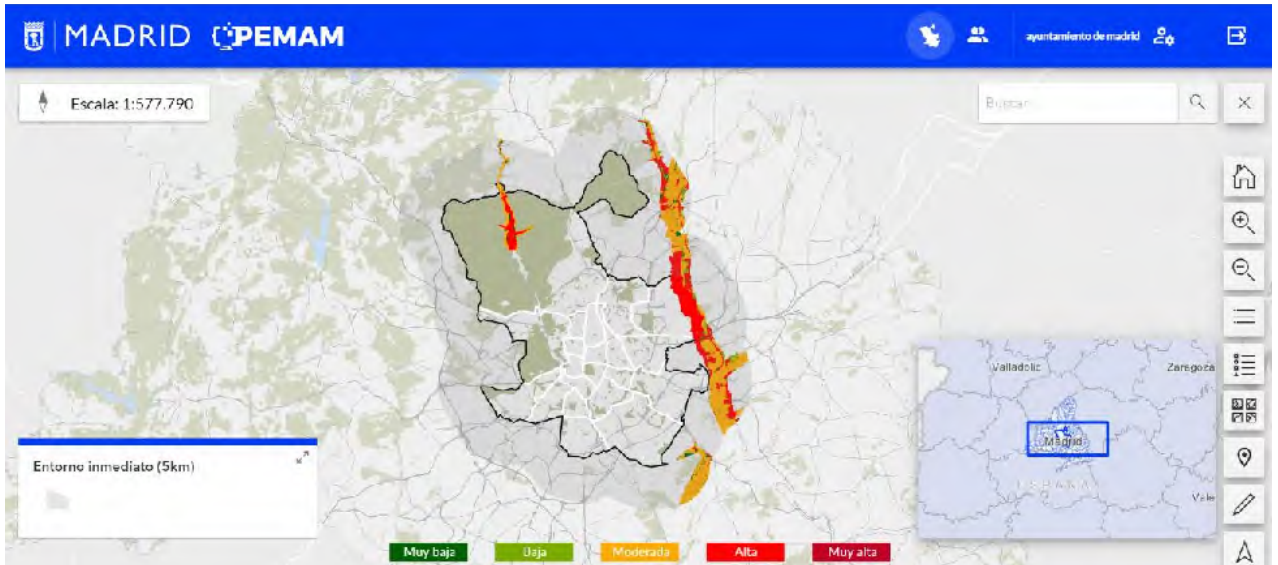 MADRID PEMAM
ayuntamiento de madrid
Escala: 1:577.790
Buscar
Valladolid
Zaragoza
Madrid
ESPAÑA
Vale
Entorno inmediato (5km)
Muy baja
Baja
Moderada
Alta
Muy alta